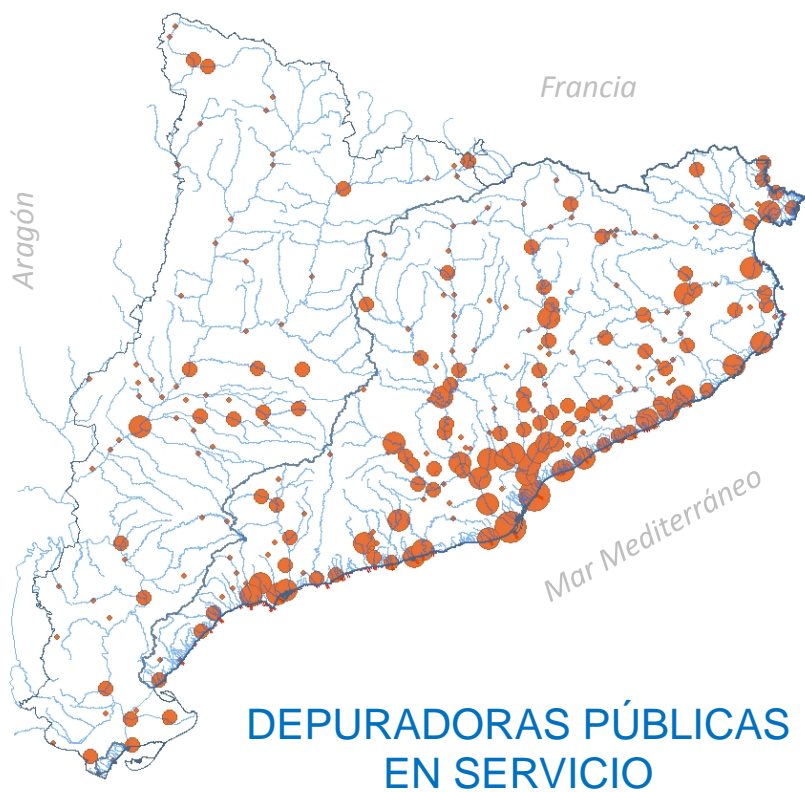 Francia
Aragón
Mar Mediterráneo
DEPURADORAS PÚBLICAS
EN SERVICIO